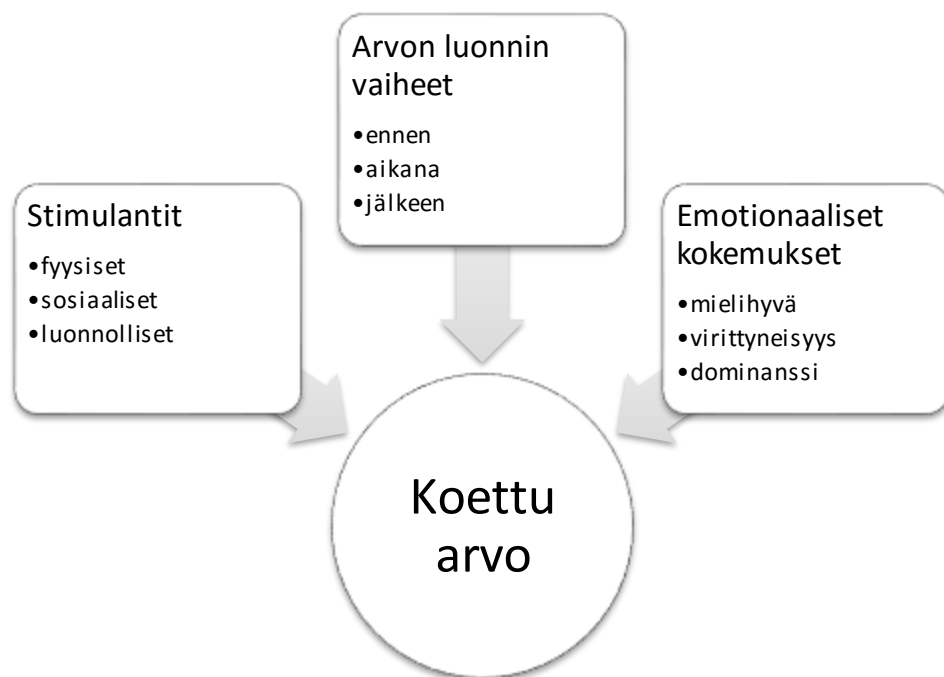 Arvon luonnin
vaiheet
•ennen
•aikana
•jälkeen
Stimulantit
•fyysiset
•sosiaaliset
•luonnolliset
Emotionaaliset
kokemukset
•mielihyvä
•virittyneisyys
•dominanssi
Koettu
arvo